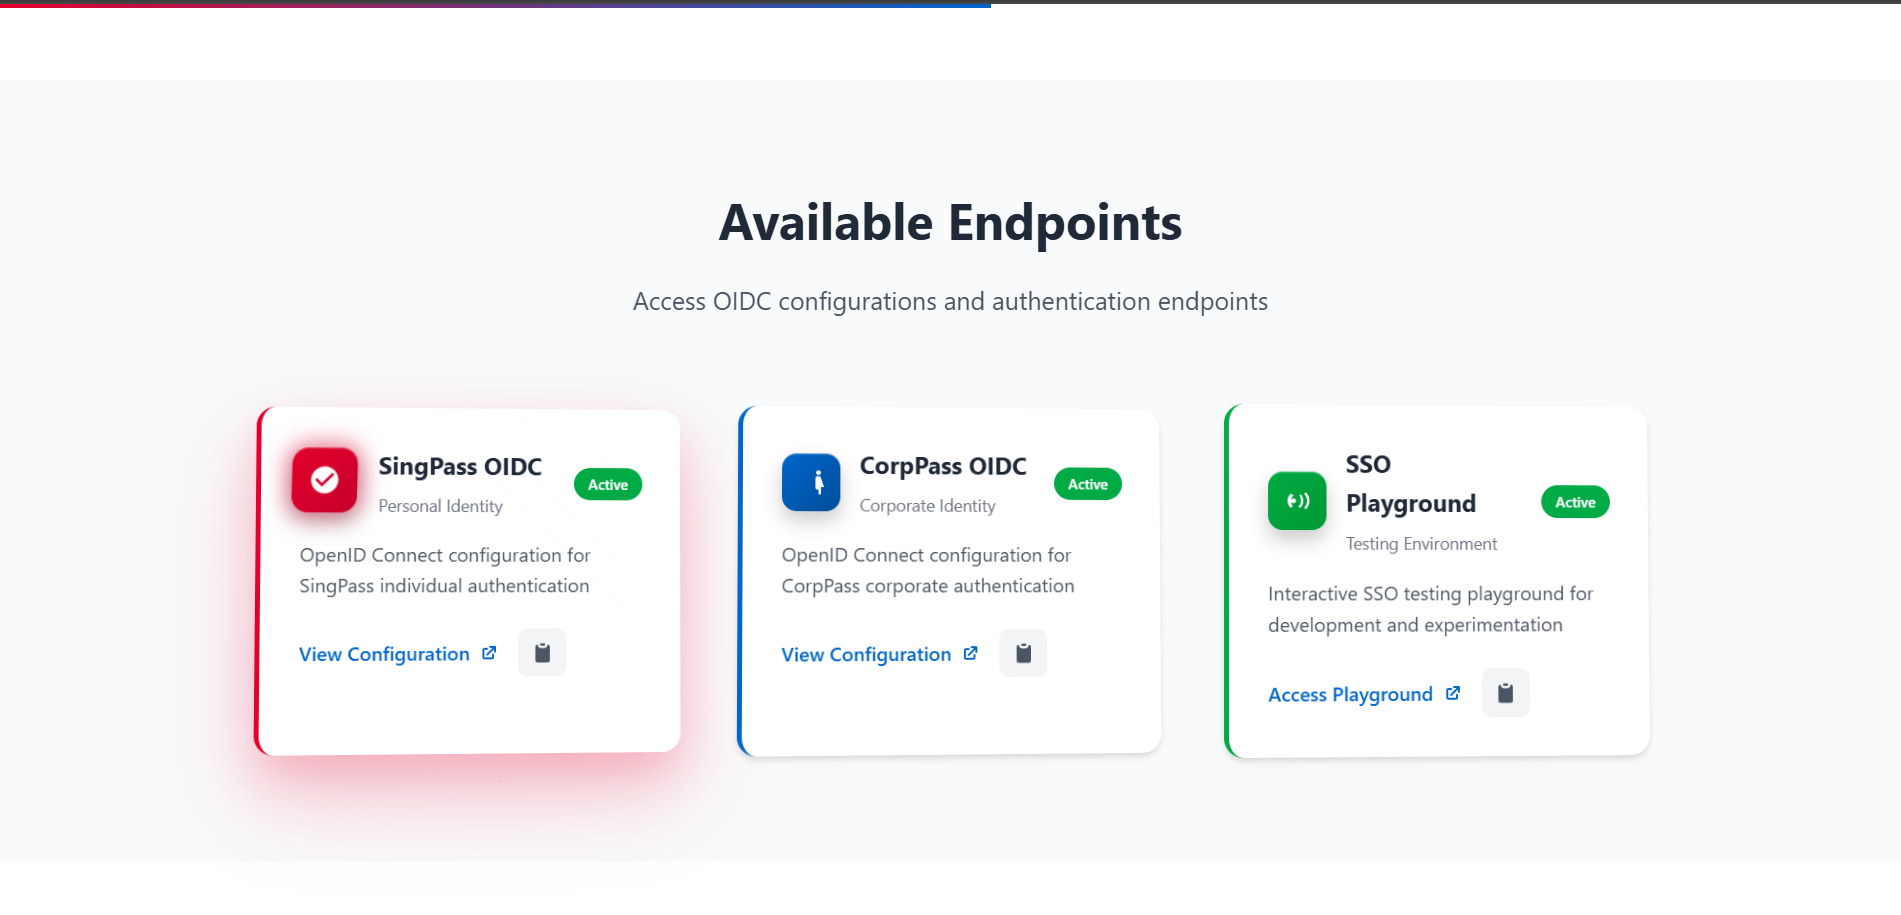 Available Endpoints
Access OIDC configurations and authentication endpoints
SingPass OIDC
Personal Identity
Active
OpenID Connect configuration for
SingPass individual authentication
View Configuration
CorpPass OIDC
Corporate Identity
Active
OpenID Connect configuration for
CorpPass corporate authentication
View Configuration
SSO
Playground
Testing Environment
Active
Interactive SSO testing playground for
development and experimentation
Access Playground